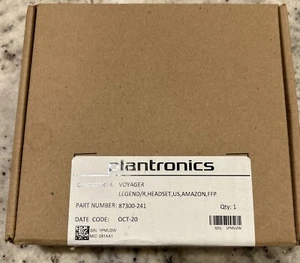 plantronics
VOYAGER
LEGEND/R,HEADSET,US,AMAZON,FFP
PART NUMBER: 87300-241
Qty: 1
DATE CODE: OCT-20